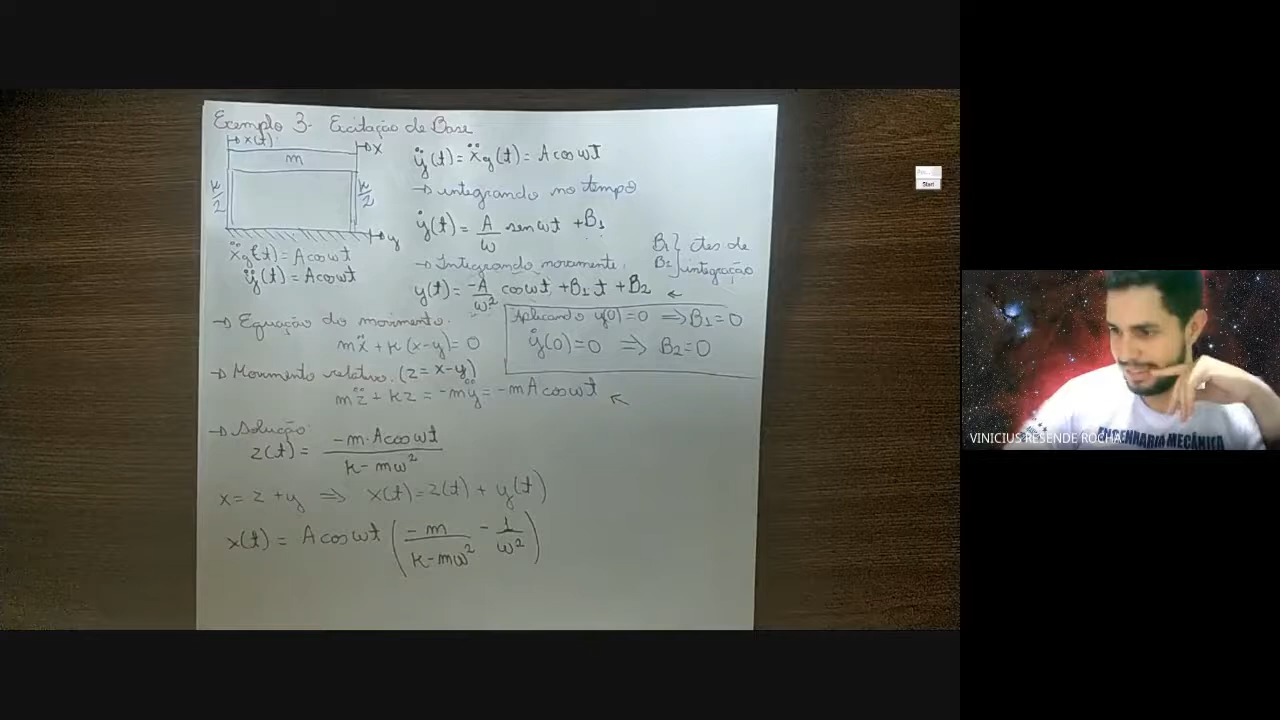 Exemplo 3 - Excitação de Base
x(t)
x
m
k/2
k/2
y
ẍg(t) = A cos ωt
ÿ(t) = A cos ωt
ÿ(t) = ẍg(t) = A cos ωt
→ integrando no tempo
ẏ(t) = A/ω sen ωt + B1
→ Integrando novamente.
B1 } ctes de
B2 } integração
y(t) = -A/ω² cos ωt + B1 t + B2 ←
Aplicando y(0)=0 ⇒ B1=0
ẏ(0)=0 ⇒ B2=0
→ Equação do movimento.
mẍ + k(x-y) = 0
→ Movimento relativo. (z = x-y)
mz̈ + kz = -mÿ = -mA cos ωt
→ Solução:
z(t) = -m·A cos ωt / k - mω²
x = z + y ⇒ x(t) = z(t) + y(t)
x(t) = A cos ωt ( -m/k-mω² - 1/ω² )
Start
ENGENHARIA MECÂNICA
VINICIUS RESENDE ROCHA